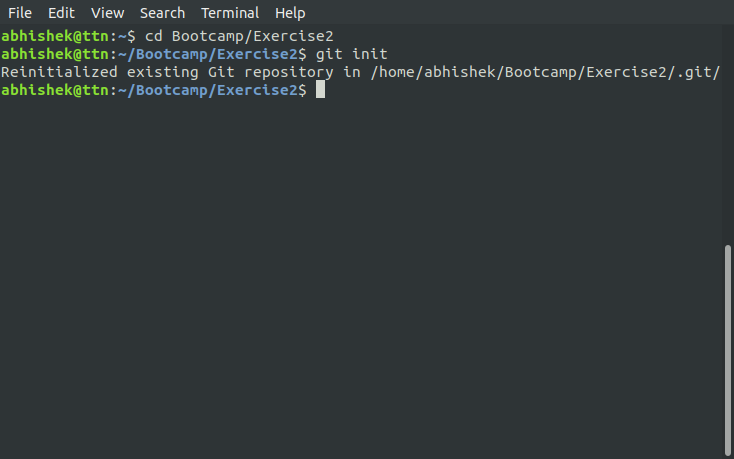 File Edit View Search Terminal Help
abhishek@ttn:~$ cd Bootcamp/Exercise2
abhishek@ttn:~/Bootcamp/Exercise2$ git init
Reinitialized existing Git repository in /home/abhishek/Bootcamp/Exercise2/.git/
abhishek@ttn:~/Bootcamp/Exercise2$